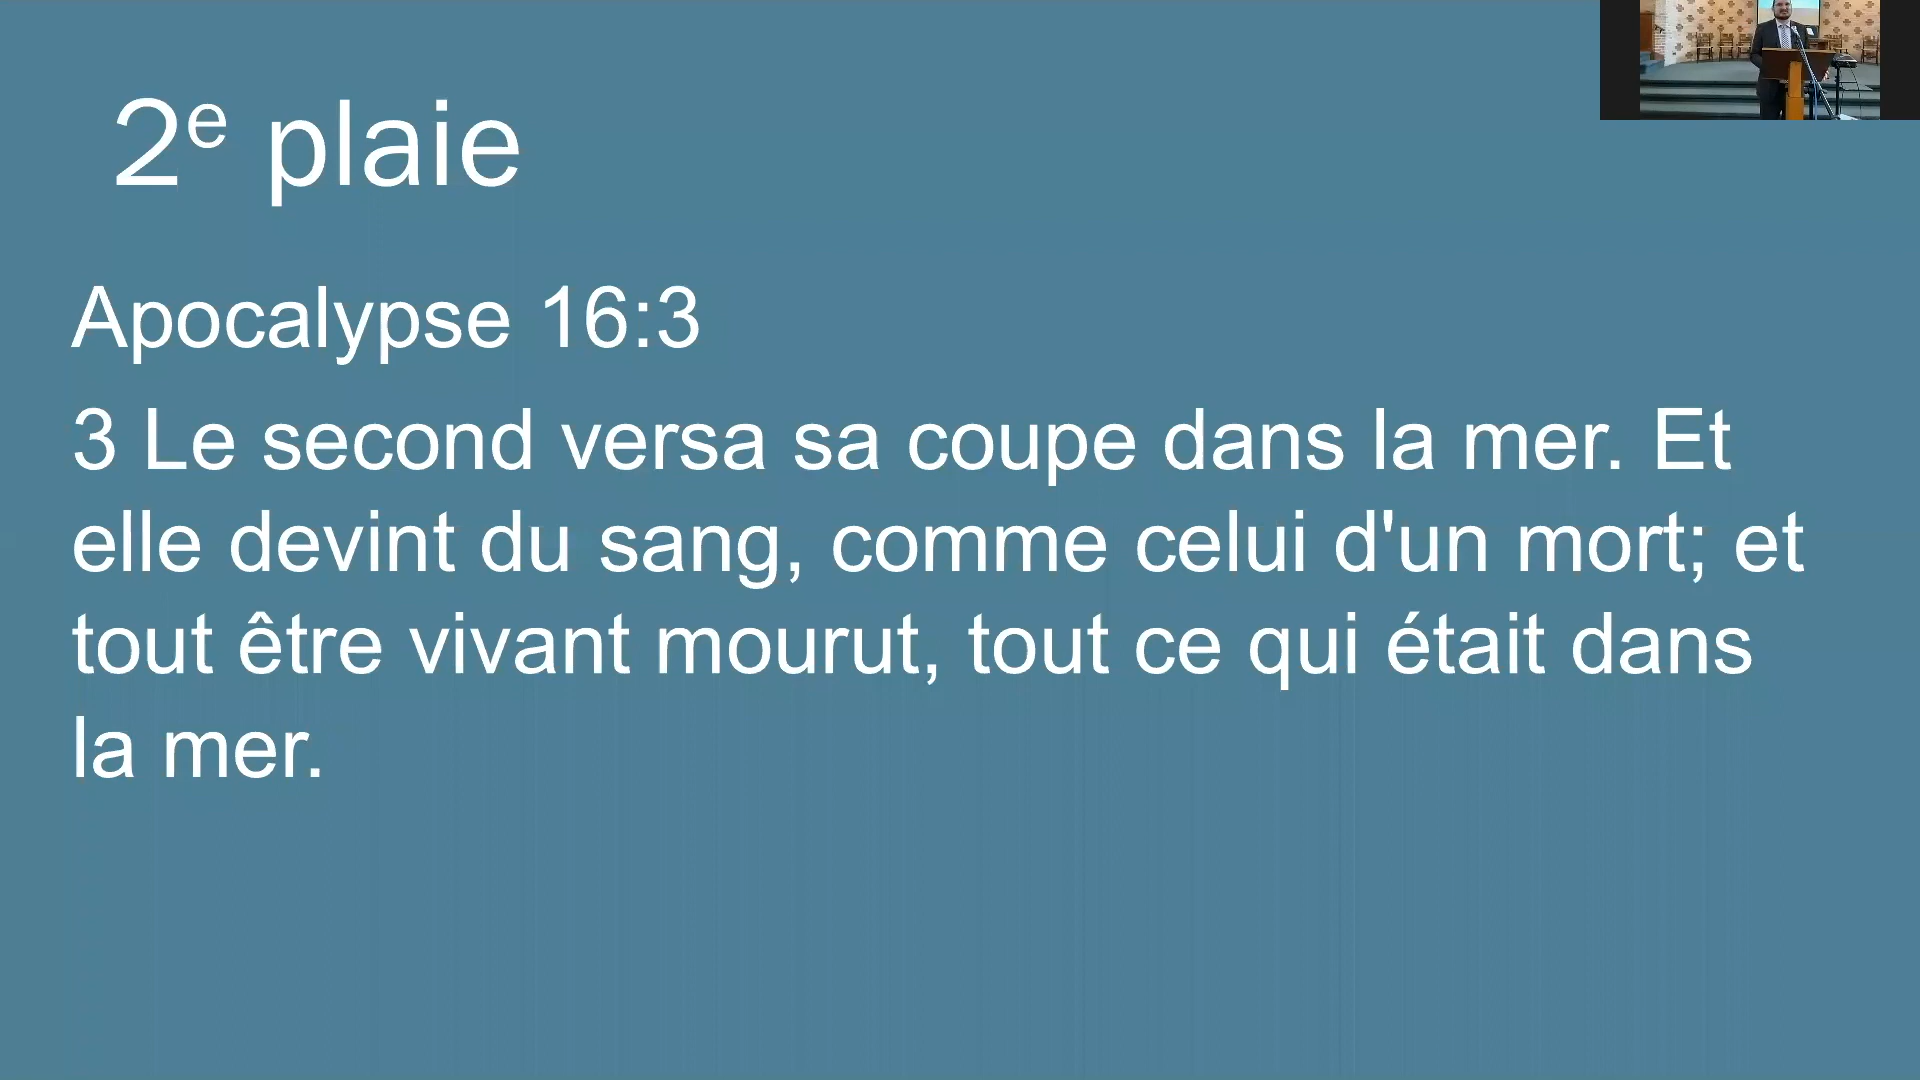 2e plaie
Apocalypse 16:3
3 Le second versa sa coupe dans la mer. Et
elle devint du sang, comme celui d'un mort; et
tout être vivant mourut, tout ce qui était dans
la mer.